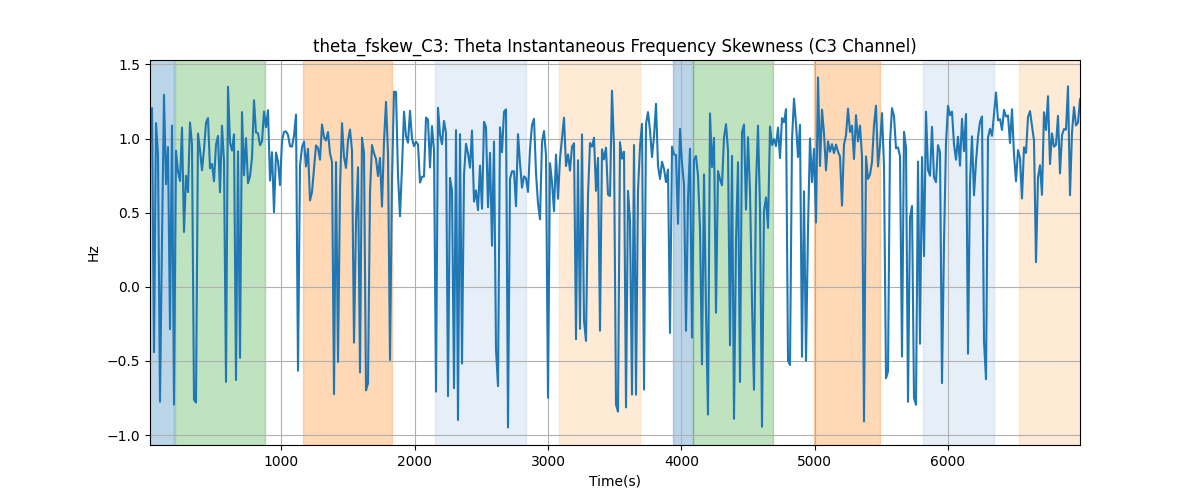 theta_fskew_C3: Theta Instantaneous Frequency Skewness (C3 Channel)
1.5
1.0
0.5
0.0
−0.5
−1.0
Hz
1000 2000 3000 4000 5000 6000
Time(s)